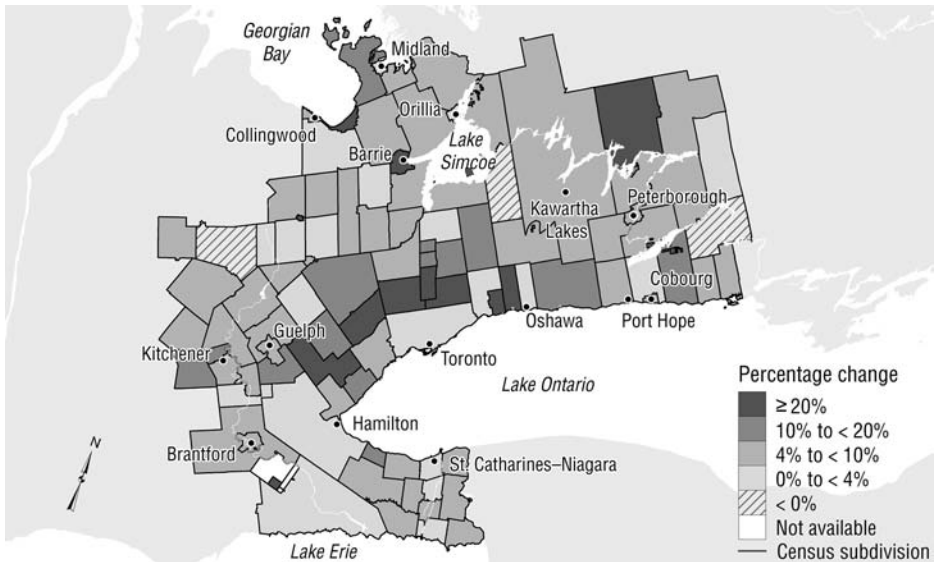 Georgian
Bay
Midland
Orillia
Collingwood
Lake
Simcoe
Barrie
Peterborough
Kawartha
Lakes
Cobourg
Guelph
Oshawa
Port Hope
Kitchener
Toronto
Lake Ontario
Hamilton
Brantford
St. Catharines–Niagara
Lake Erie
N
Percentage change
≥ 20%
10% to < 20%
4% to < 10%
0% to < 4%
< 0%
Not available
Census subdivision